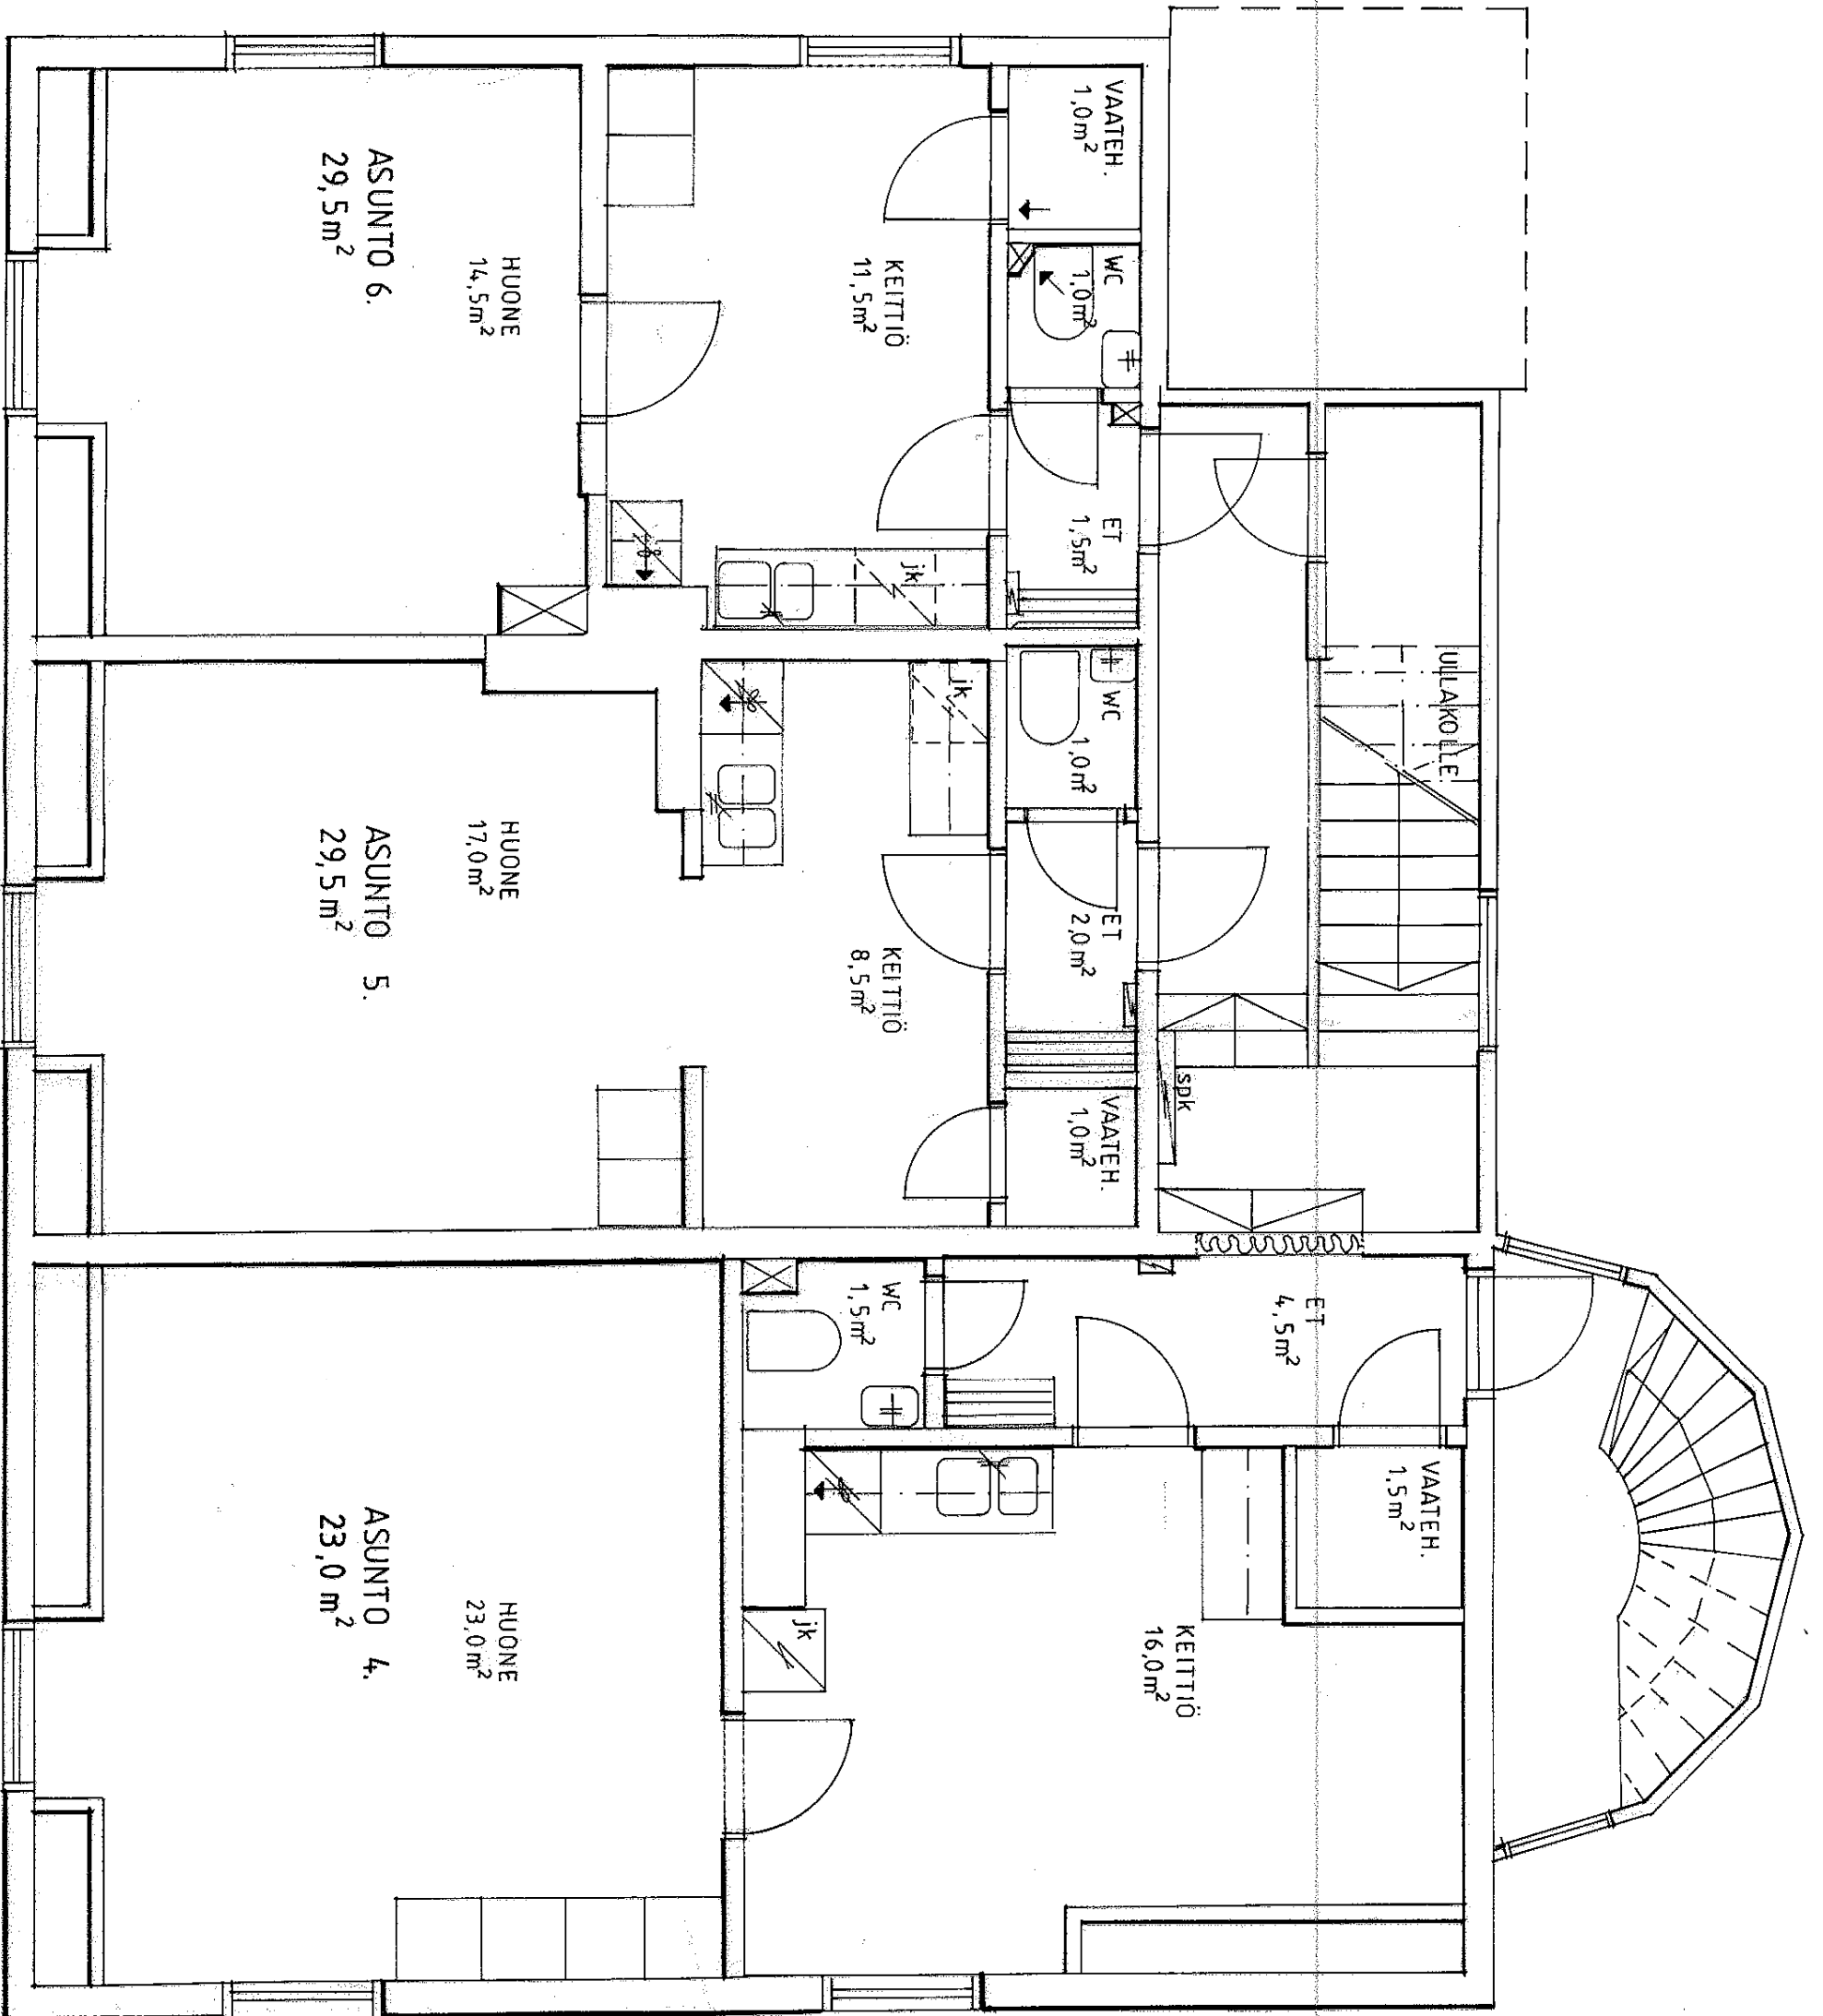 VAATEH.
1,0m²
WC
1,0m²
ET
1,5m²
KEITTIÖ
11,5m²
jk
HUONE
14,5m²
ASUNTO 6.
29,5m²
ULLAKOLLE
WC
1,0m²
ET
2,0m²
VAATEH.
1,0m²
spk
jk
KEITTIÖ
8,5m²
HUONE
17,0m²
ASUNTO 5.
29,5m²
ET
4,5m²
WC
1,5m²
VAATEH.
1,5m²
KEITTIÖ
16,0m²
jk
HUONE
23,0m²
ASUNTO 4.
23,0m²